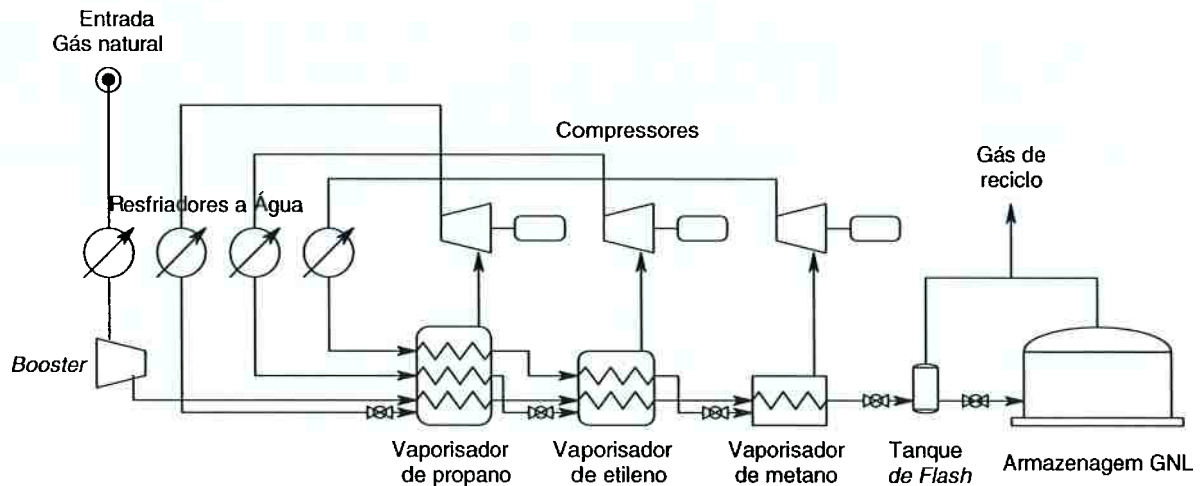 Entrada
Gás natural
Compressores
Gás de
reciclo
Resfriadores a Água
Booster
Vaporisador
de propano
Vaporisador
de etileno
Vaporisador
de metano
Tanque
de Flash
Armazenagem GNL